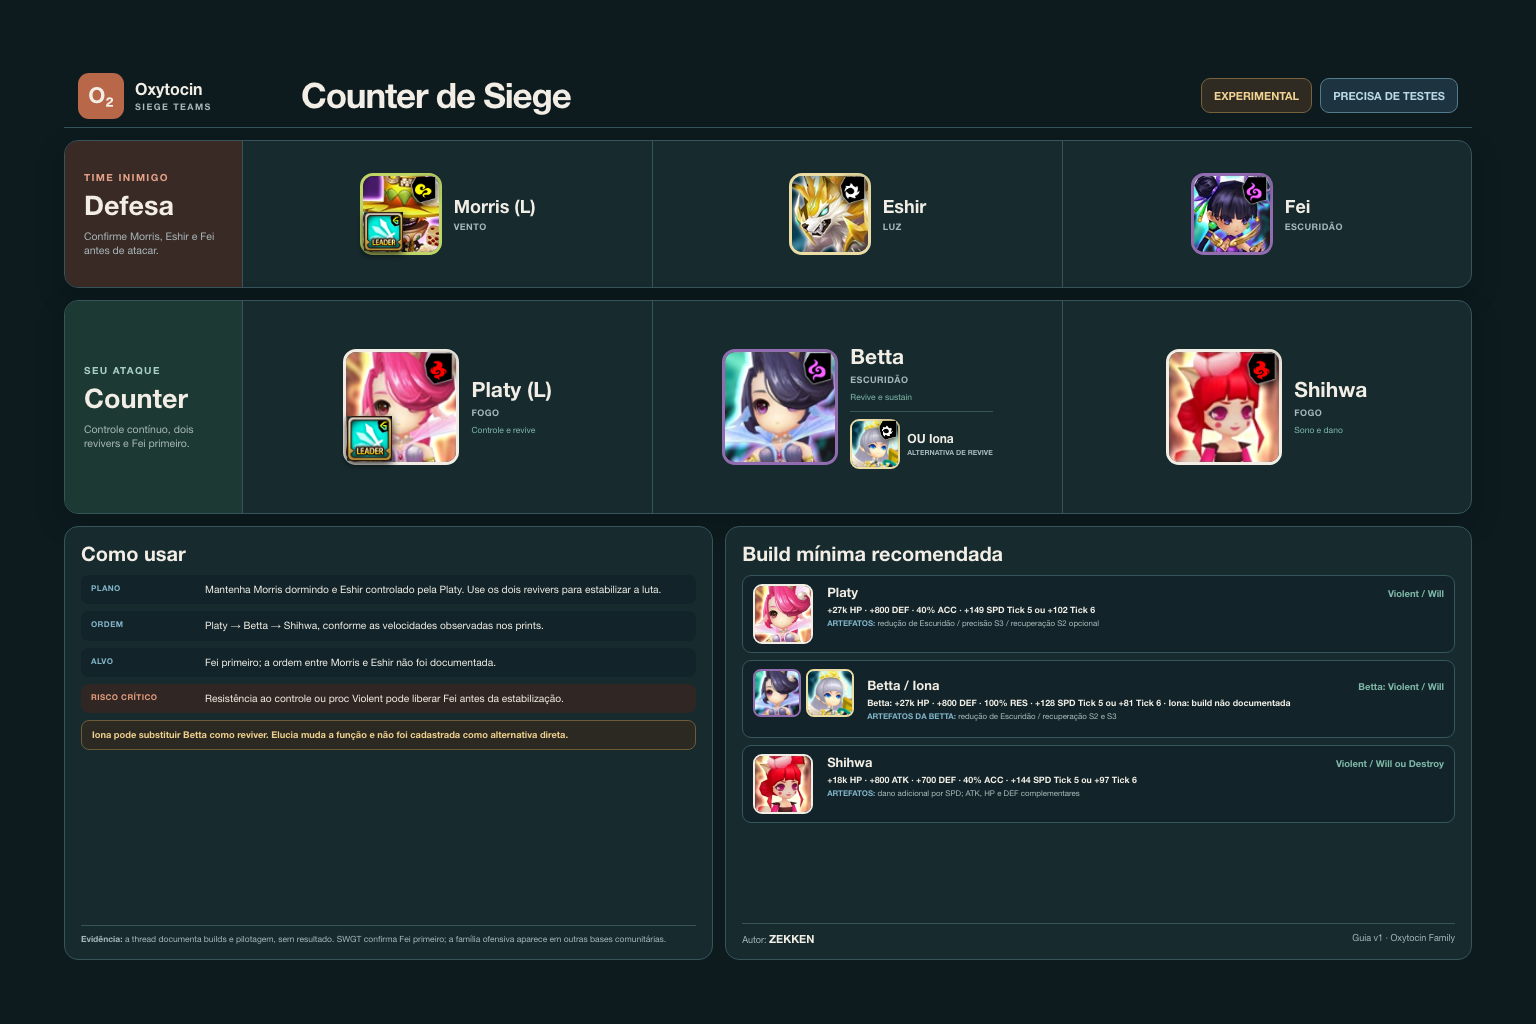 O₂
Oxytocin
SIEGE TEAMS
Counter de Siege
EXPERIMENTAL
PRECISA DE TESTES
TIME INIMIGO
Defesa
Confirme Morris, Eshir e Fei
antes de atacar.
LEADER
Morris (L)
VENTO
Eshir
LUZ
Fei
ESCURIDÃO
SEU ATAQUE
Counter
Controle contínuo, dois
revivers e Fei primeiro.
LEADER
Platy (L)
FOGO
Controle e revive
Betta
ESCURIDÃO
Revive e sustain
OU Iona
ALTERNATIVA DE REVIVE
Shihwa
FOGO
Sono e dano
Como usar
PLANO
Mantenha Morris dormindo e Eshir controlado pela Platy. Use os dois revivers para estabilizar a luta.
ORDEM
Platy → Betta → Shihwa, conforme as velocidades observadas nos prints.
ALVO
Fei primeiro; a ordem entre Morris e Eshir não foi documentada.
RISCO CRÍTICO
Resistência ao controle ou proc Violent pode liberar Fei antes da estabilização.
Iona pode substituir Betta como reviver. Elucia muda a função e não foi cadastrada como alternativa direta.
Evidência: a thread documenta builds e pilotagem, sem resultado. SWGT confirma Fei primeiro; a família ofensiva aparece em outras bases comunitárias.
Build mínima recomendada
Platy
Violent / Will
+27k HP · +800 DEF · 40% ACC · +149 SPD Tick 5 ou +102 Tick 6
ARTEFATOS: redução de Escuridão / precisão S3 / recuperação S2 opcional
Betta / Iona
Betta: Violent / Will
Betta: +27k HP · +800 DEF · 100% RES · +128 SPD Tick 5 ou +81 Tick 6 · Iona: build não documentada
ARTEFATOS DA BETTA: redução de Escuridão / recuperação S2 e S3
Shihwa
Violent / Will ou Destroy
+18k HP · +800 ATK · +700 DEF · 40% ACC · +144 SPD Tick 5 ou +97 Tick 6
ARTEFATOS: dano adicional por SPD; ATK, HP e DEF complementares
Autor: ZEKKEN
Guia v1 · Oxytocin Family